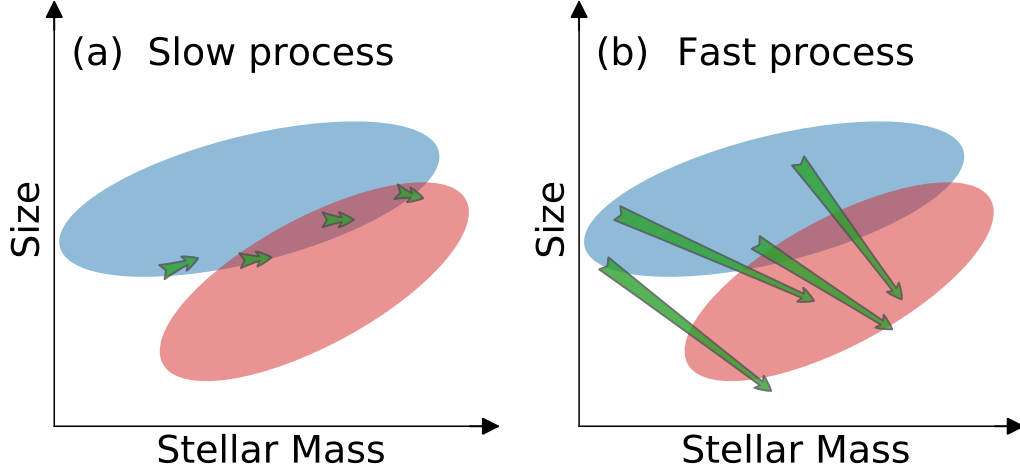 (a) Slow process
Size
Stellar Mass
(b) Fast process
Size
Stellar Mass